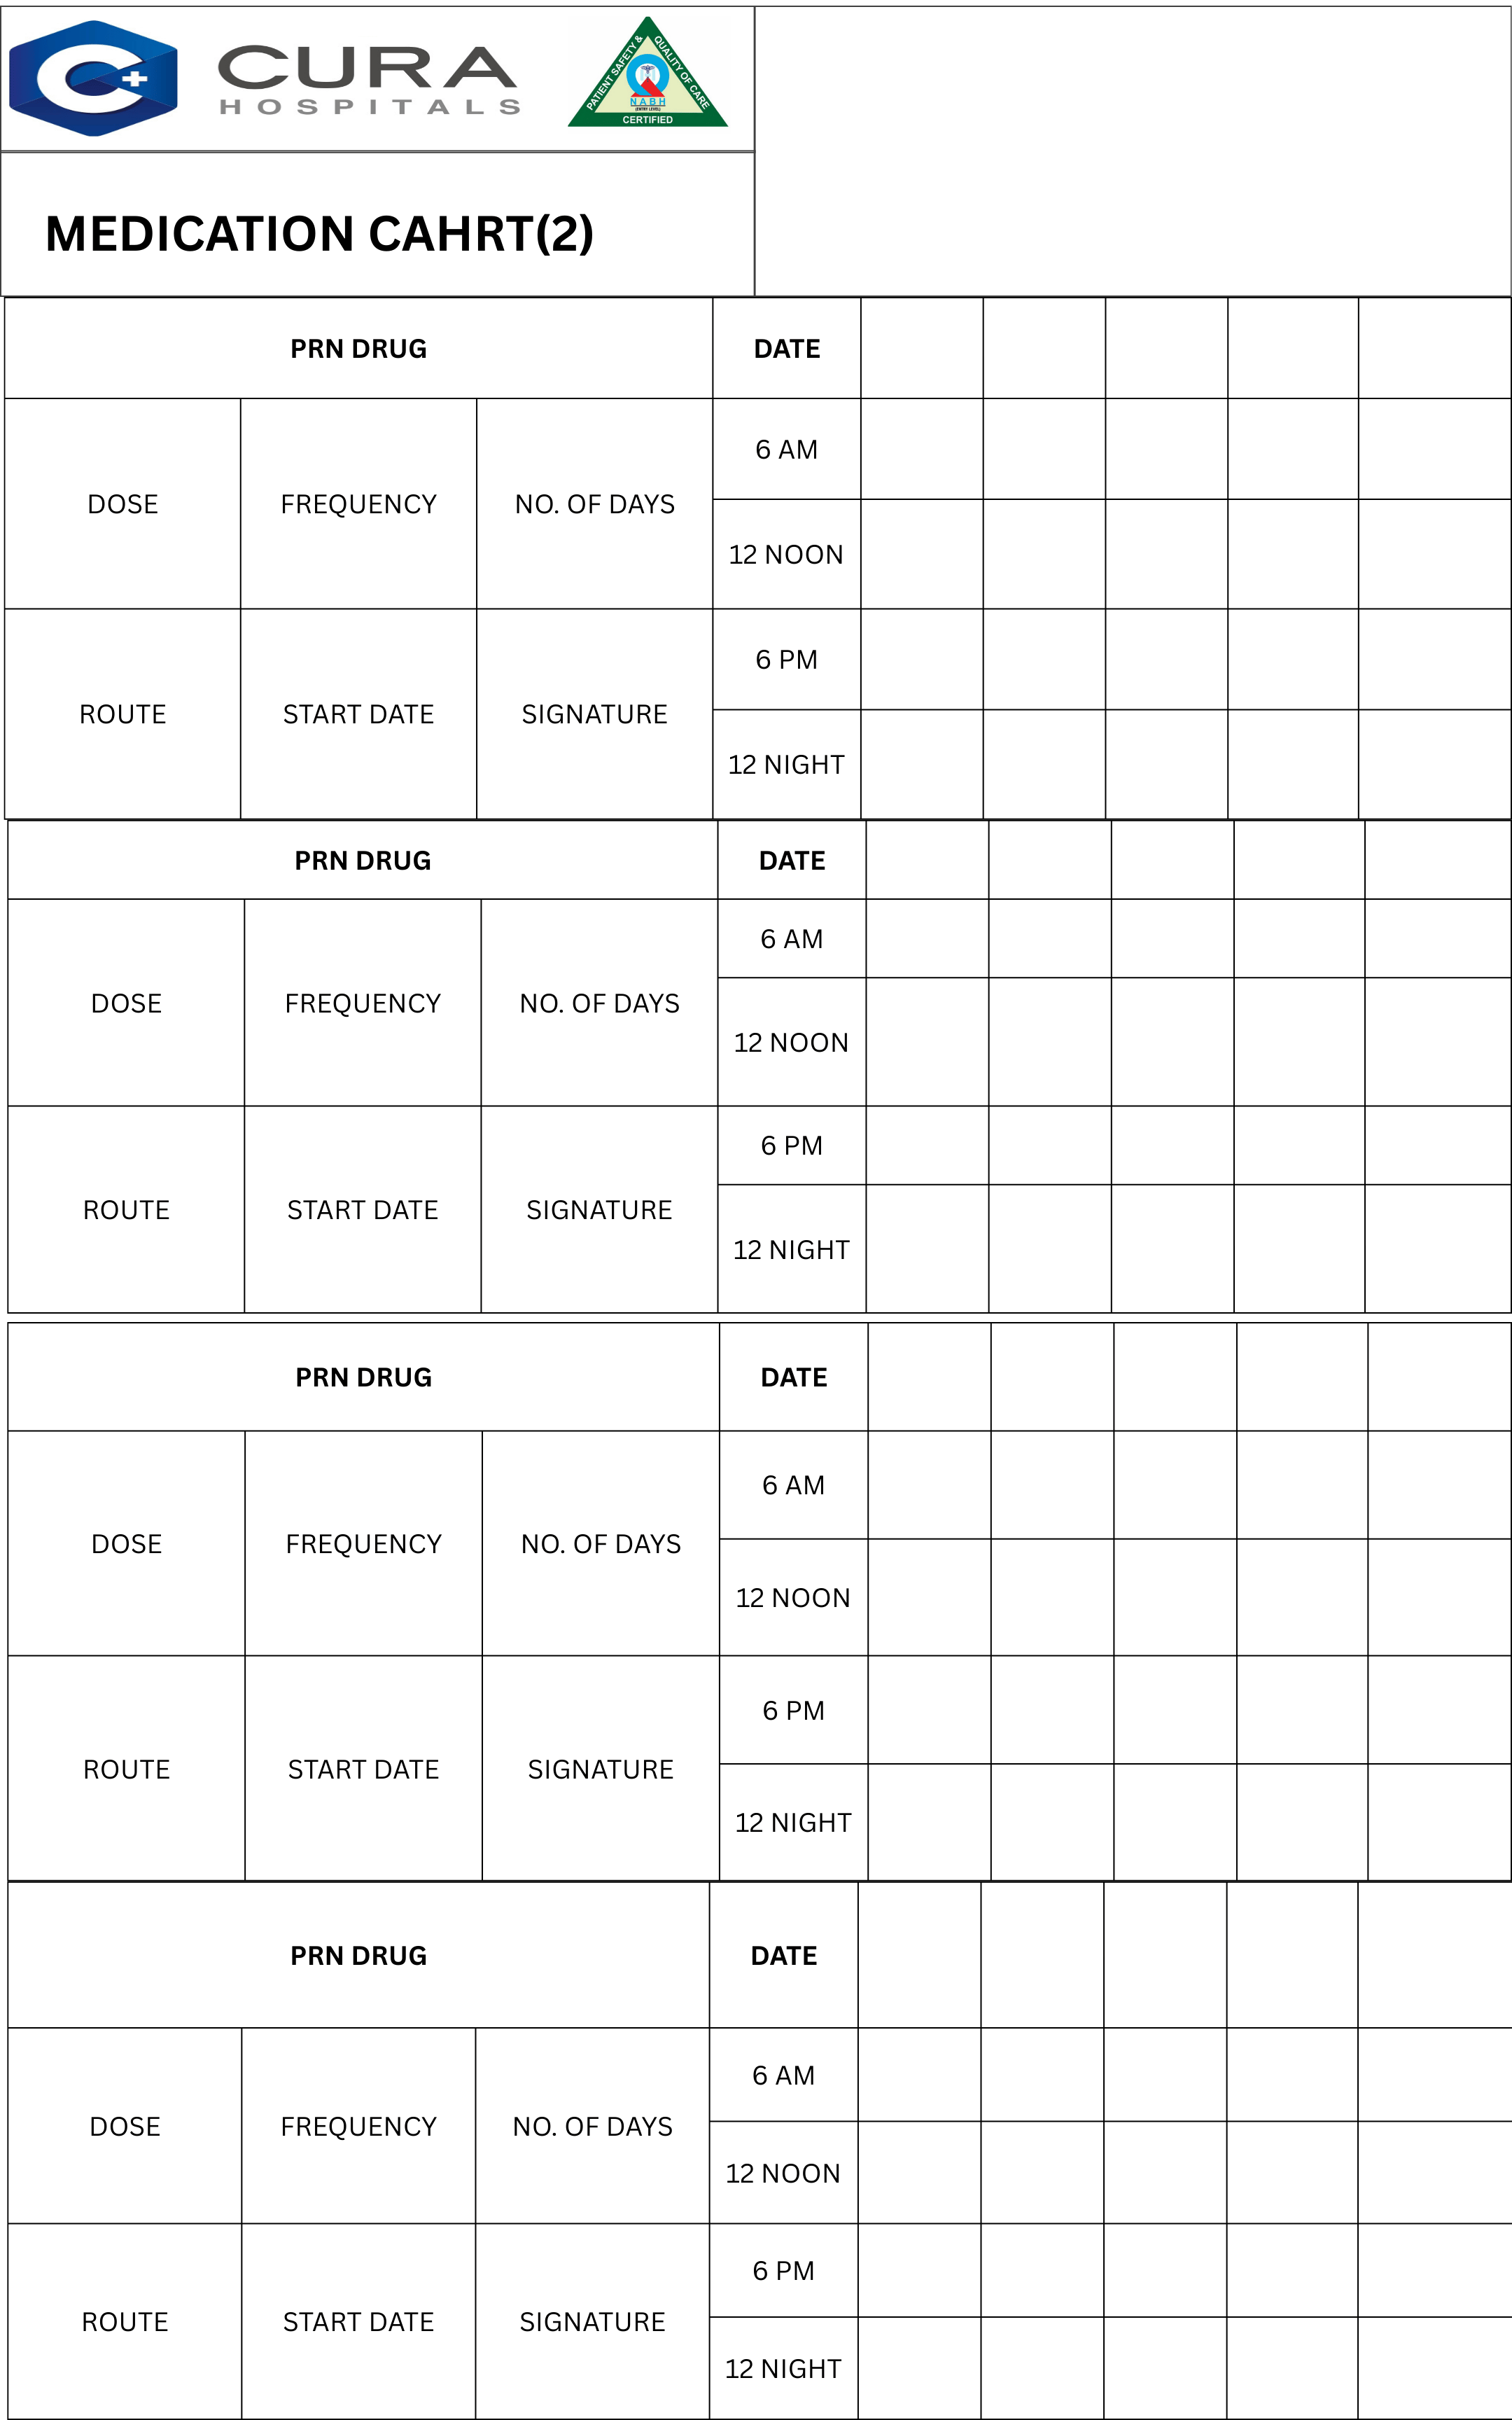 CURA
HOSPITALS
PATIENT SAFETY & QUALITY OF CARE
NABH
(ENTRY LEVEL)
CERTIFIED
MEDICATION CAHRT(2)
PRN DRUG DATE
6 AM
DOSE FREQUENCY NO. OF DAYS
12 NOON
6 PM
ROUTE START DATE SIGNATURE
12 NIGHT
PRN DRUG DATE
6 AM
DOSE FREQUENCY NO. OF DAYS
12 NOON
6 PM
ROUTE START DATE SIGNATURE
12 NIGHT
PRN DRUG DATE
6 AM
DOSE FREQUENCY NO. OF DAYS
12 NOON
6 PM
ROUTE START DATE SIGNATURE
12 NIGHT
PRN DRUG DATE
6 AM
DOSE FREQUENCY NO. OF DAYS
12 NOON
6 PM
ROUTE START DATE SIGNATURE
12 NIGHT